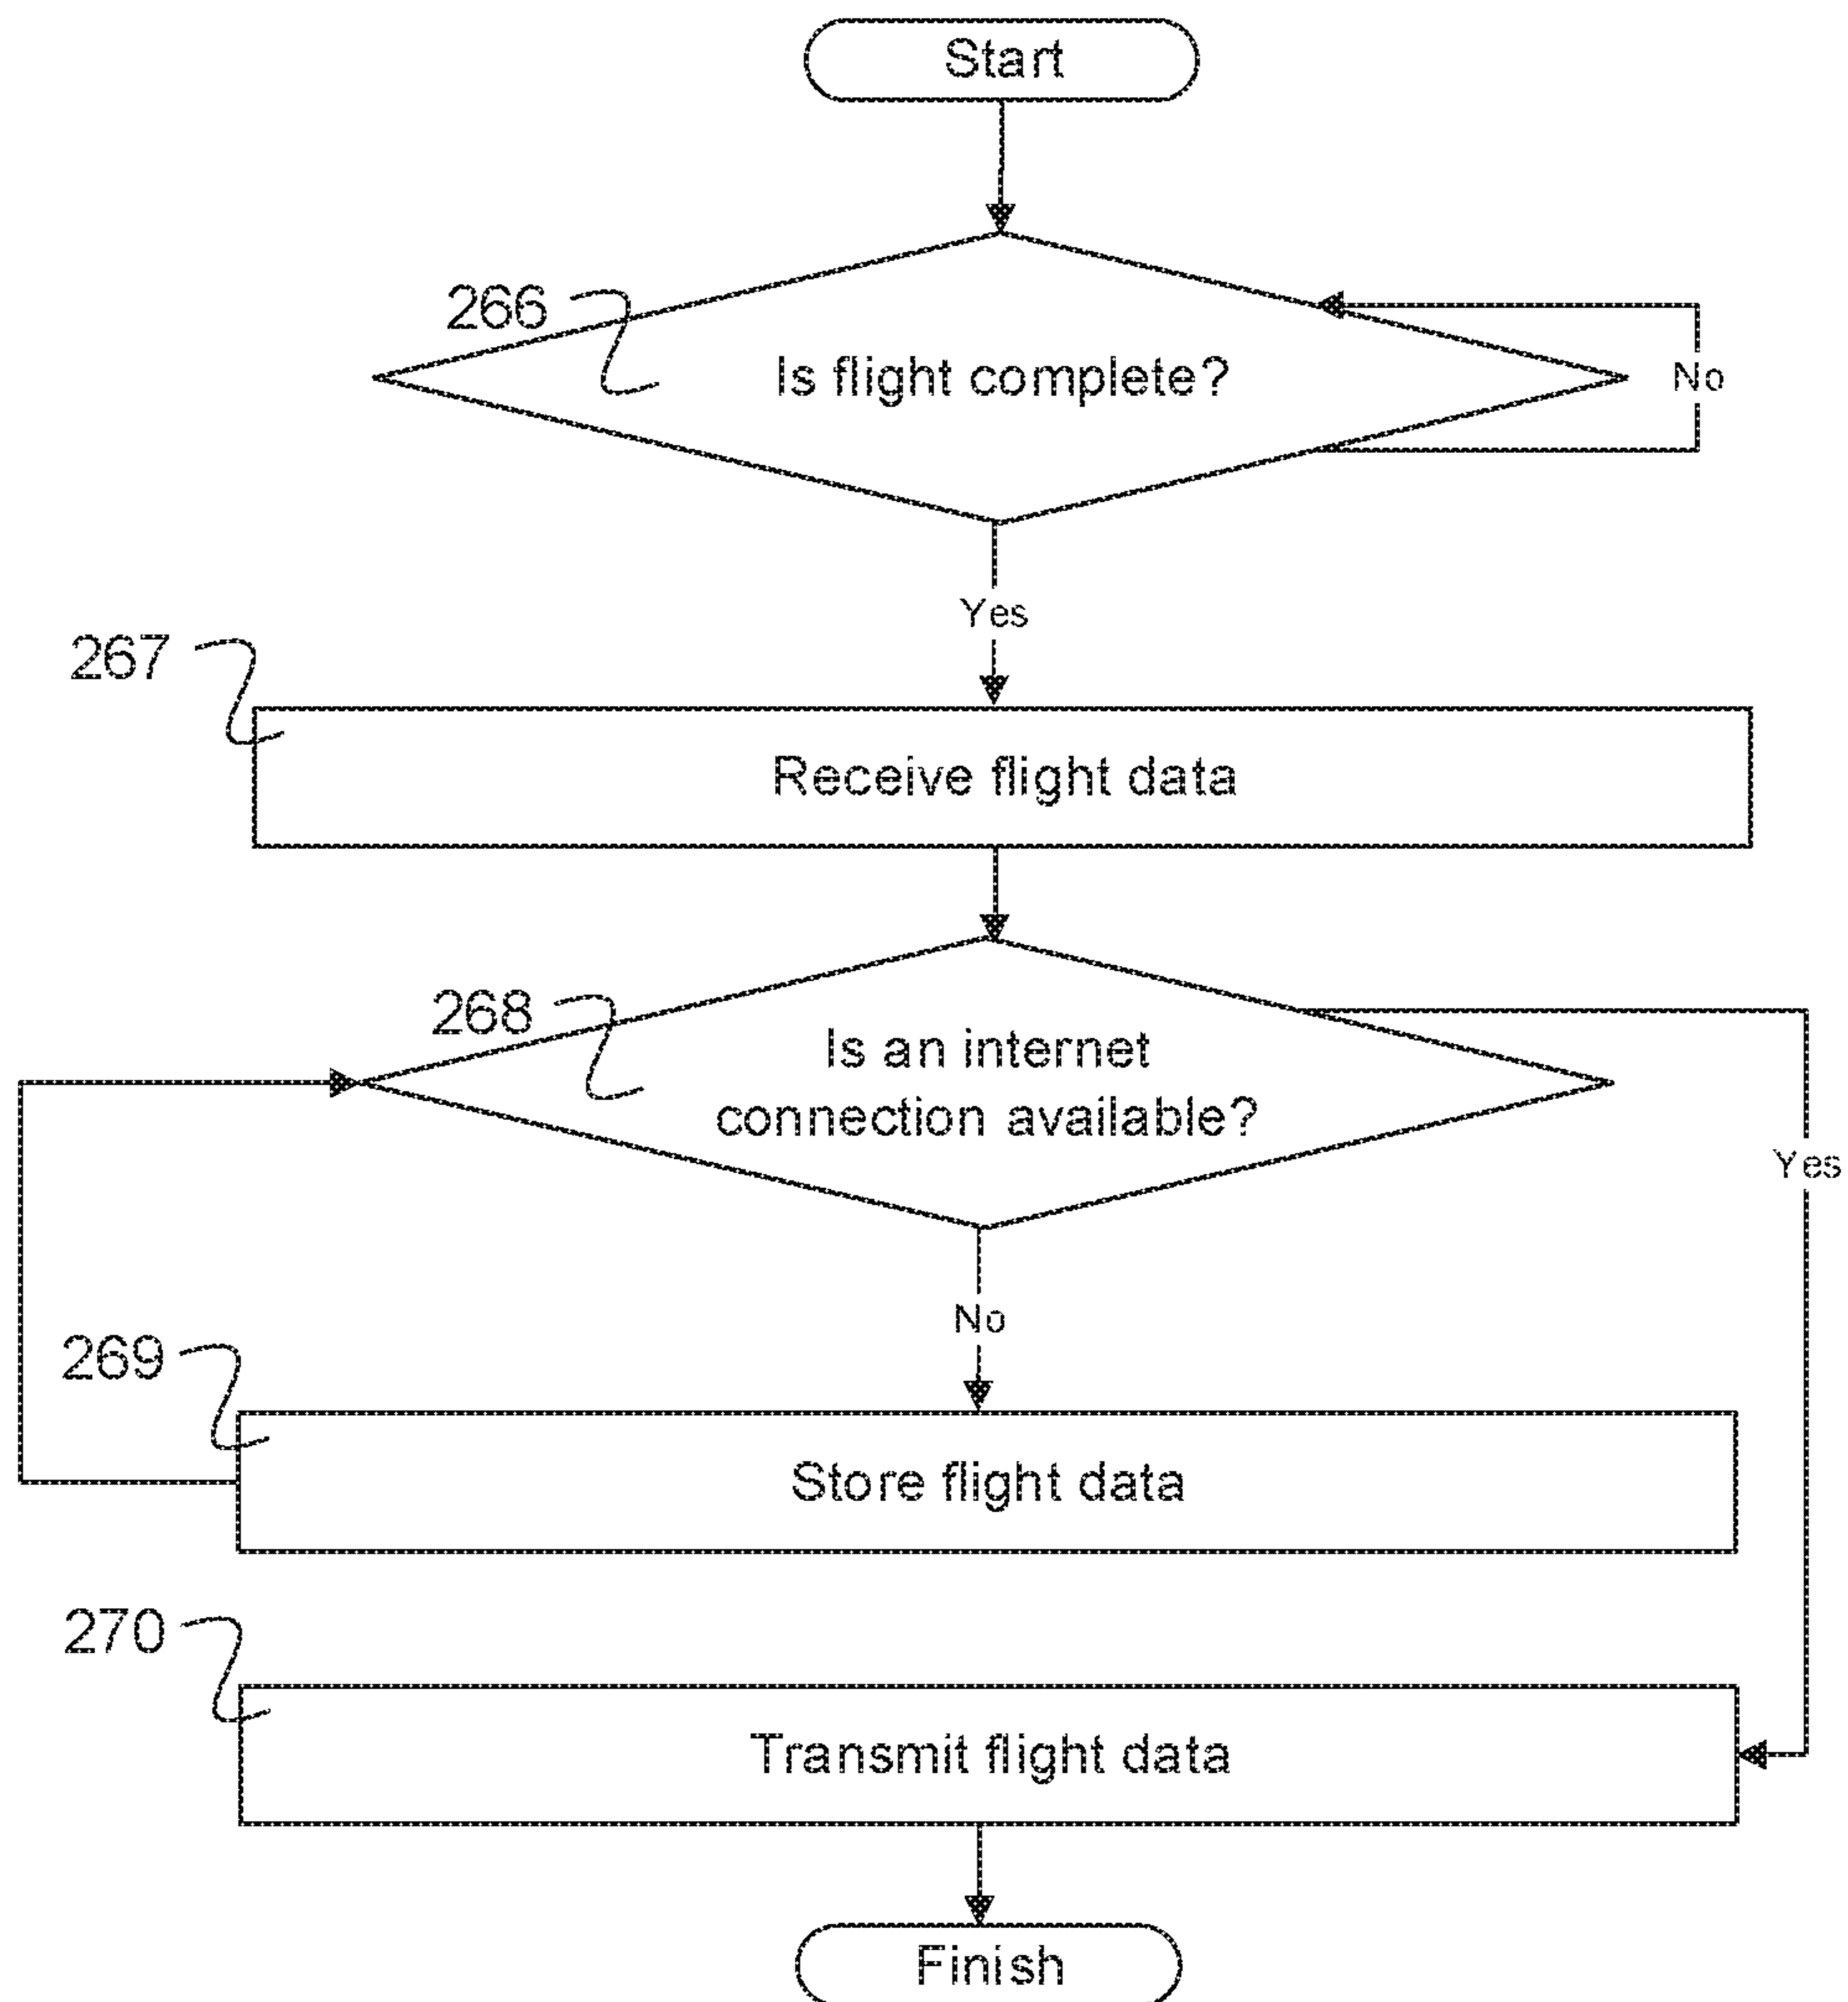 Start
266
Is flight complete?
No
Yes
267
Receive flight data
268
Is an internet
connection available?
Yes
No
269
Store flight data
270
Transmit flight data
Finish